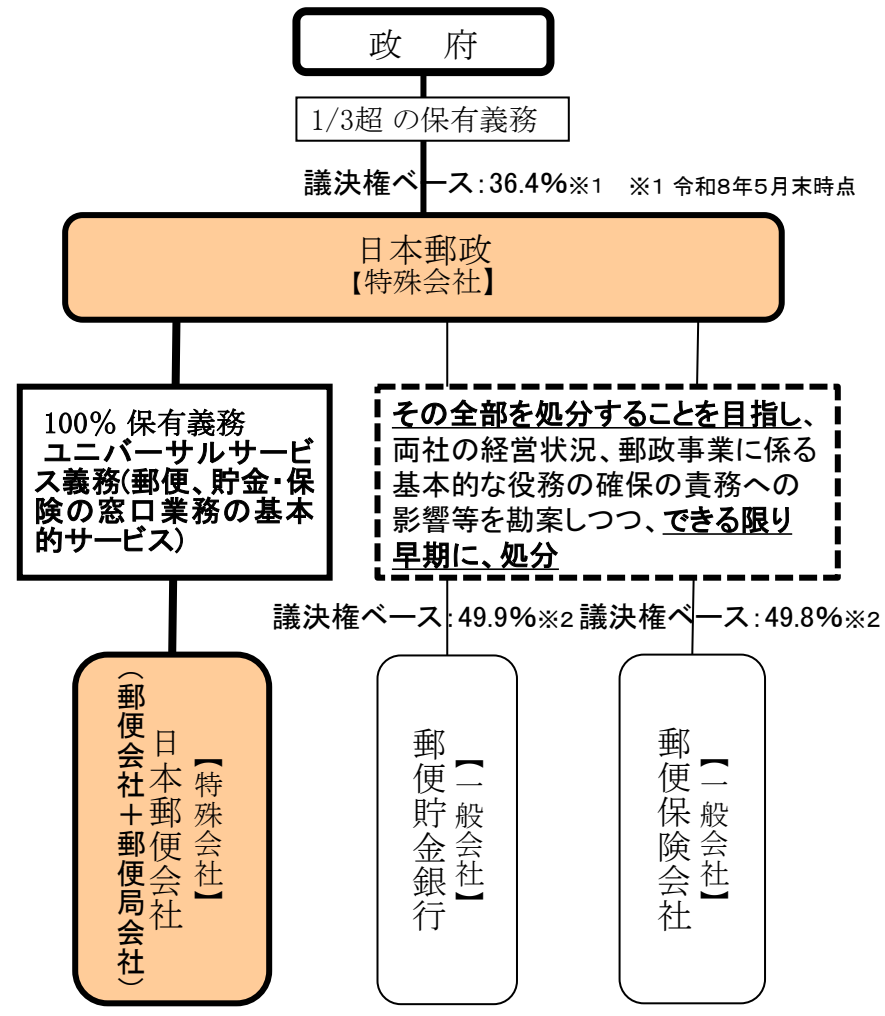 政　府
1/3超 の保有義務
議決権ベース：36.4％※1　※1 令和8年5月末時点
日本郵政
【特殊会社】
100％ 保有義務
ユニバーサルサービ
ス義務(郵便、貯金・保
険の窓口業務の基本
的サービス)
その全部を処分することを目指し、
両社の経営状況、郵政事業に係る
基本的な役務の確保の責務への
影響等を勘案しつつ、できる限り
早期に、処分
議決権ベース：49.9％※2
議決権ベース：49.8％※2
【特殊会社】
日本郵便会社
（郵便会社＋郵便局会社）
【一般会社】
郵便貯金銀行
【一般会社】
郵便保険会社